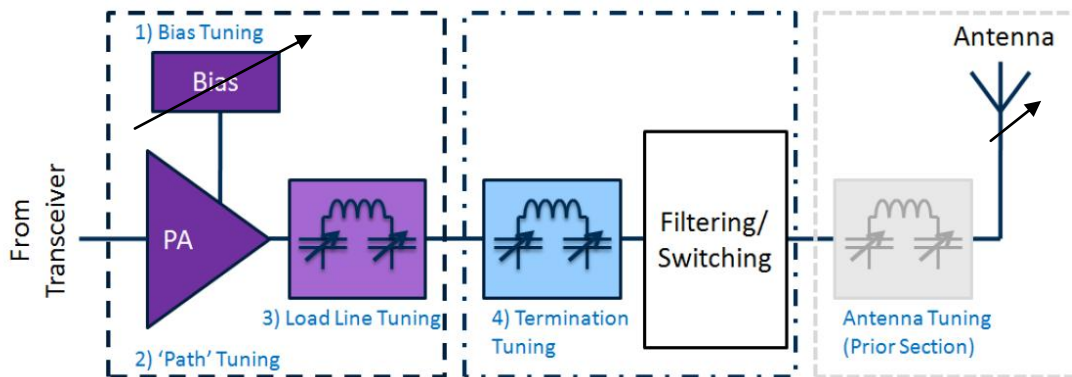 1) Bias Tuning
Bias
Antenna
From
Transceiver
PA
Filtering/
Switching
3) Load Line Tuning
4) Termination
Tuning
Antenna Tuning
(Prior Section)
2) ‘Path’ Tuning